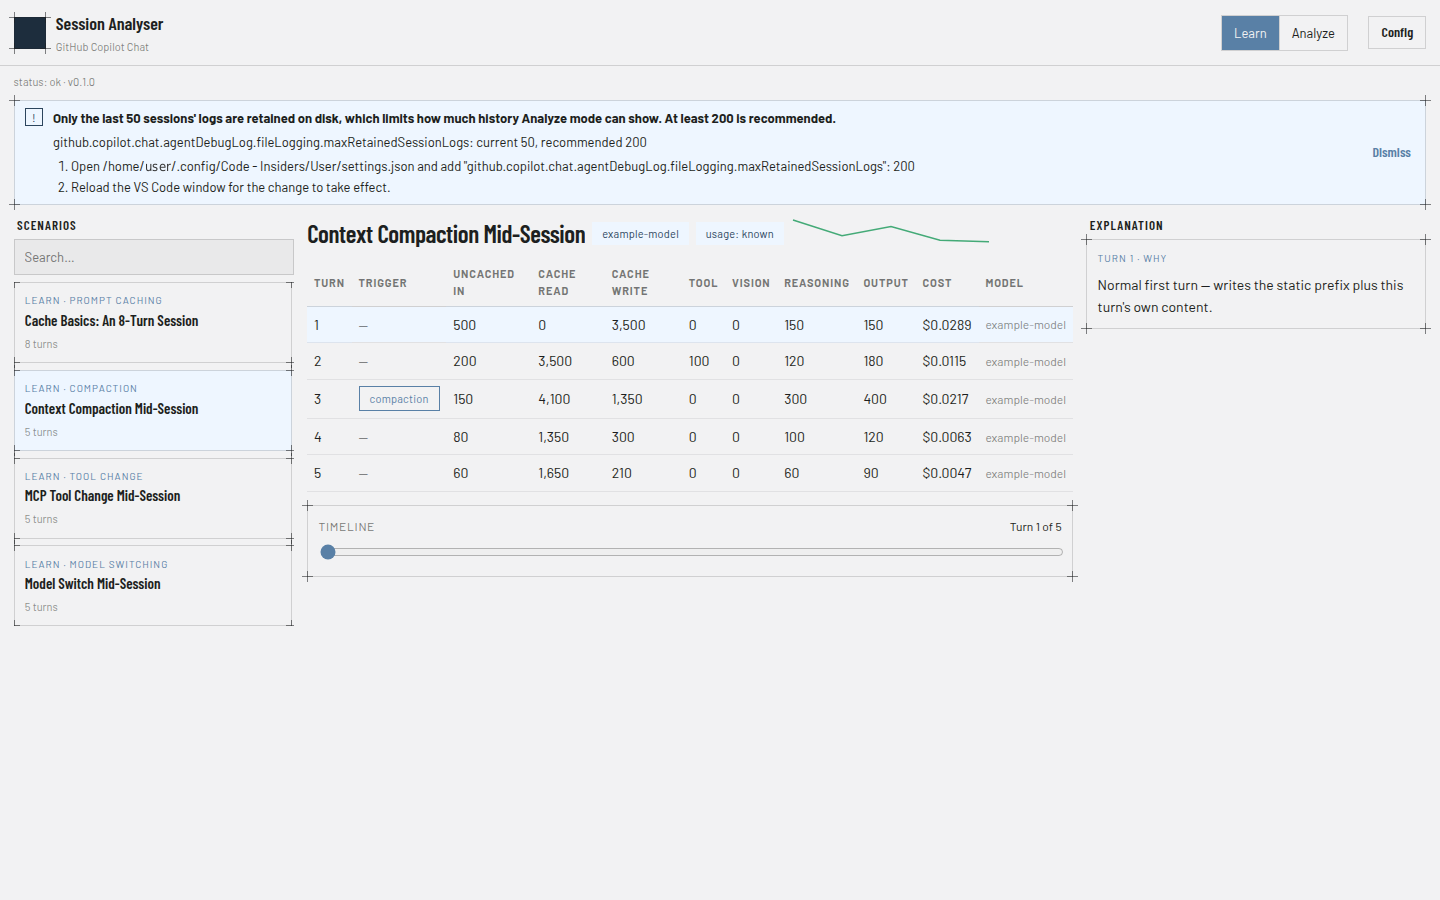 Session Analyser
GitHub Copilot Chat
Learn
Analyze
Config
status: ok · v0.1.0
!
Only the last 50 sessions' logs are retained on disk, which limits how much history Analyze mode can show. At least 200 is recommended.
github.copilot.chat.agentDebugLog.fileLogging.maxRetainedSessionLogs: current 50, recommended 200
1. Open /home/user/.config/Code - Insiders/User/settings.json and add "github.copilot.chat.agentDebugLog.fileLogging.maxRetainedSessionLogs": 200
2. Reload the VS Code window for the change to take effect.
Dismiss
SCENARIOS
Search...
LEARN · PROMPT CACHING
Cache Basics: An 8-Turn Session
8 turns
LEARN · COMPACTION
Context Compaction Mid-Session
5 turns
LEARN · TOOL CHANGE
MCP Tool Change Mid-Session
5 turns
LEARN · MODEL SWITCHING
Model Switch Mid-Session
5 turns
Context Compaction Mid-Session example-model usage: known
TURN TRIGGER UNCACHED IN CACHE READ CACHE WRITE TOOL VISION REASONING OUTPUT COST MODEL
1 — 500 0 3,500 0 0 150 150 $0.0289 example-model
2 — 200 3,500 600 100 0 120 180 $0.0115 example-model
3 compaction 150 4,100 1,350 0 0 300 400 $0.0217 example-model
4 — 80 1,350 300 0 0 100 120 $0.0063 example-model
5 — 60 1,650 210 0 0 60 90 $0.0047 example-model
TIMELINE
Turn 1 of 5
EXPLANATION
TURN 1 · WHY
Normal first turn — writes the static prefix plus this
turn's own content.